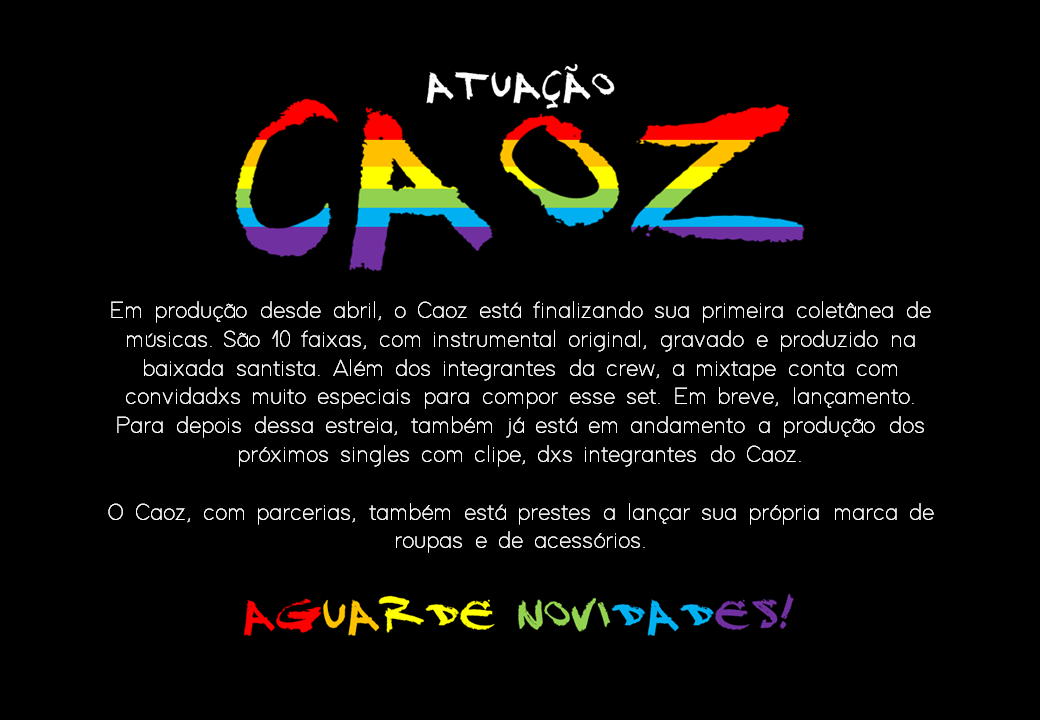 ATUAÇÃO
CAOZ
Em produção desde abril, o Caoz está finalizando sua primeira coletânea de
músicas. São 10 faixas, com instrumental original, gravado e produzido na
baixada santista. Além dos integrantes da crew, a mixtape conta com
convidadxs muito especiais para compor esse set. Em breve, lançamento.
Para depois dessa estreia, também já está em andamento a produção dos
próximos singles com clipe, dxs integrantes do Caoz.
O Caoz, com parcerias, também está prestes a lançar sua própria marca de
roupas e de acessórios.
AGUARDE NOVIDADES!